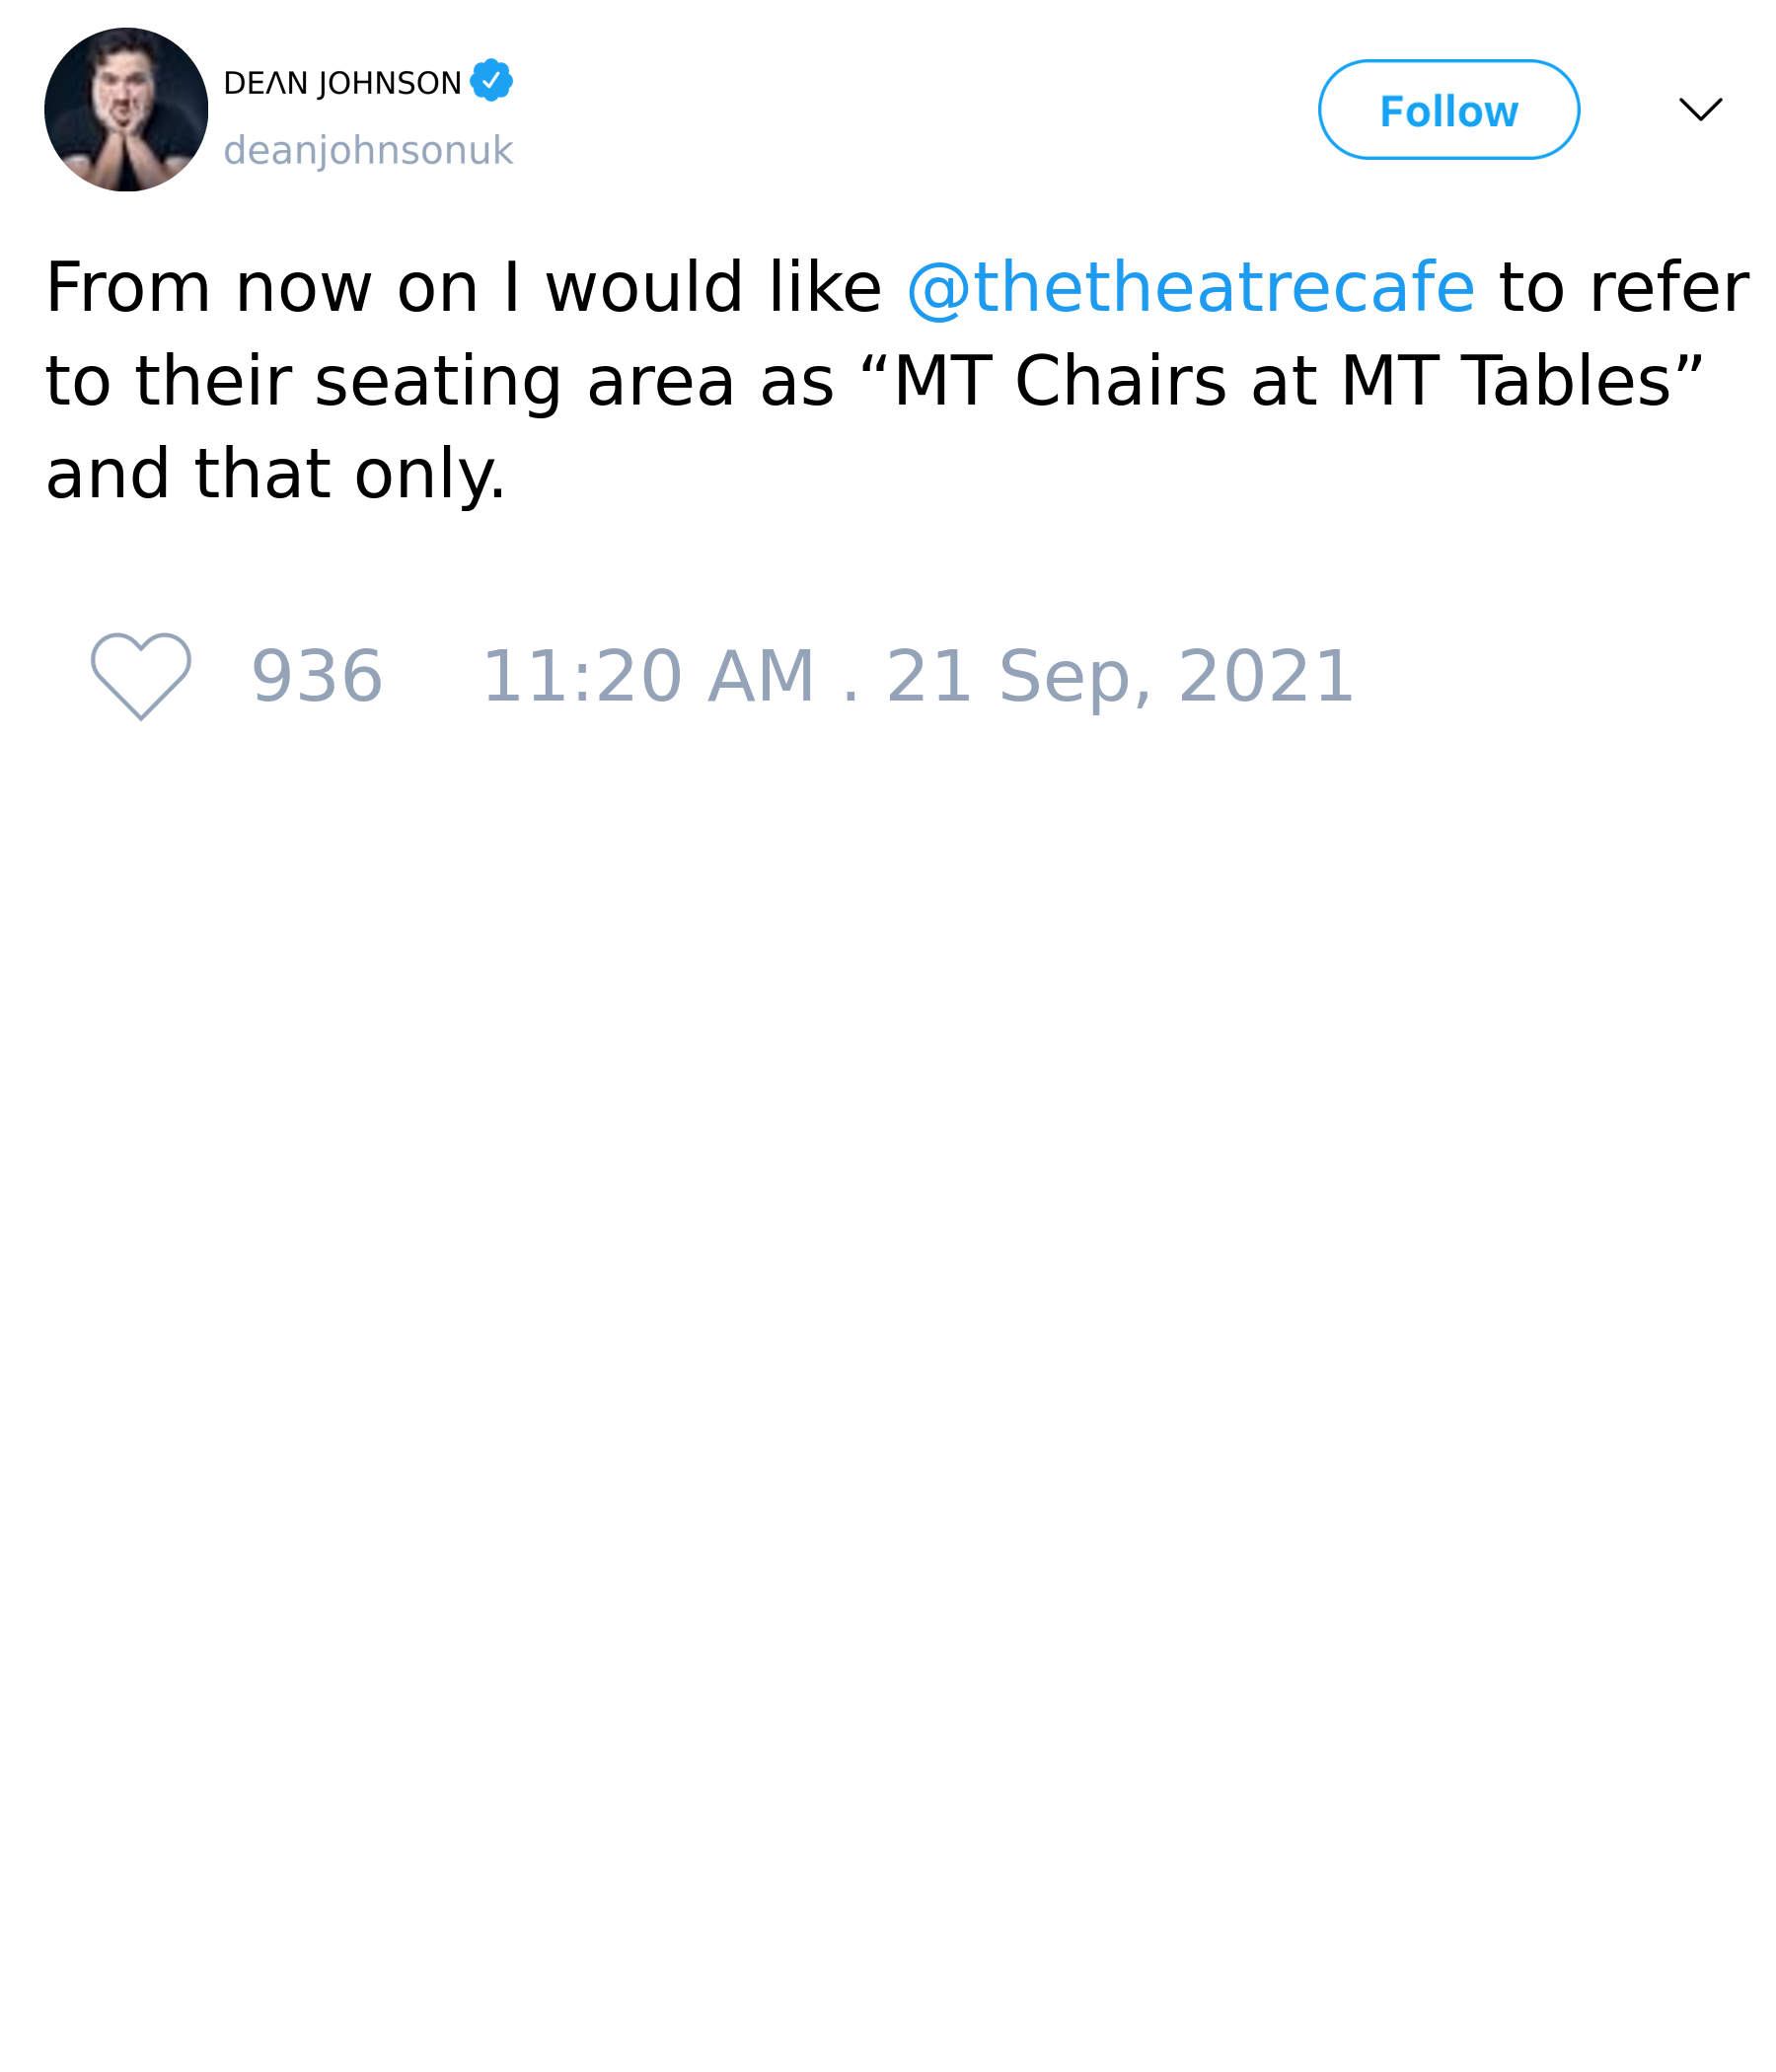 DEɅN JOHNSON
deanjohnsonuk
Follow
From now on I would like @thetheatrecafe to refer
to their seating area as “MT Chairs at MT Tables”
and that only.
936 11:20 AM . 21 Sep, 2021